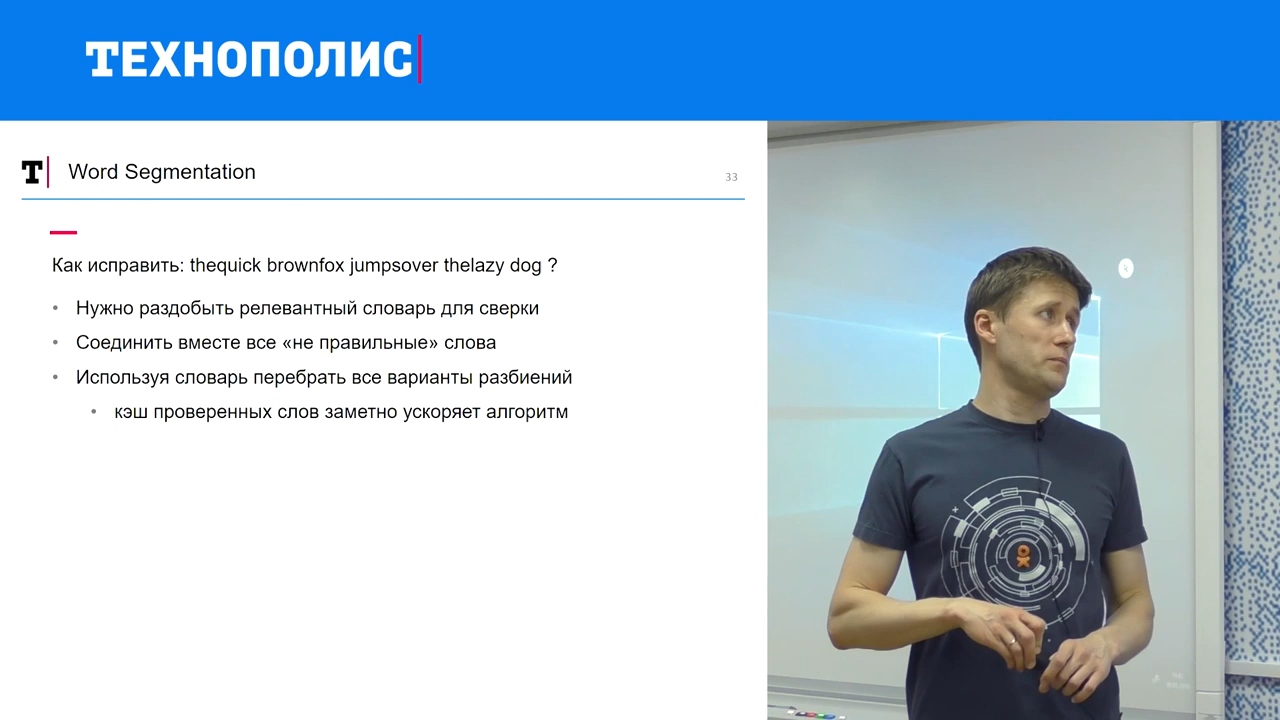 ТЕХНОПОЛИС
T Word Segmentation
33
Как исправить: thequick brownfox jumpsover thelazy dog ?
• Нужно раздобыть релевантный словарь для сверки
• Соединить вместе все «не правильные» слова
• Используя словарь перебрать все варианты разбиений
• кэш проверенных слов заметно ускоряет алгоритм